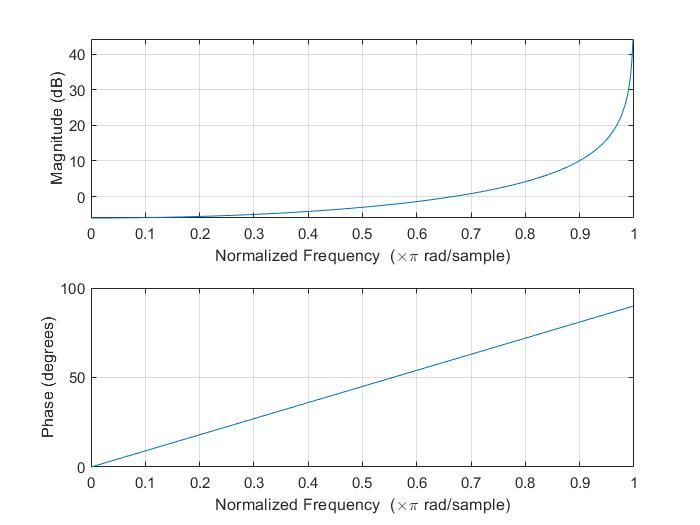 40
30
20
10
0
Magnitude (dB)
0 0.1 0.2 0.3 0.4 0.5 0.6 0.7 0.8 0.9 1
Normalized Frequency (×π rad/sample)
100
50
0
Phase (degrees)
0 0.1 0.2 0.3 0.4 0.5 0.6 0.7 0.8 0.9 1
Normalized Frequency (×π rad/sample)